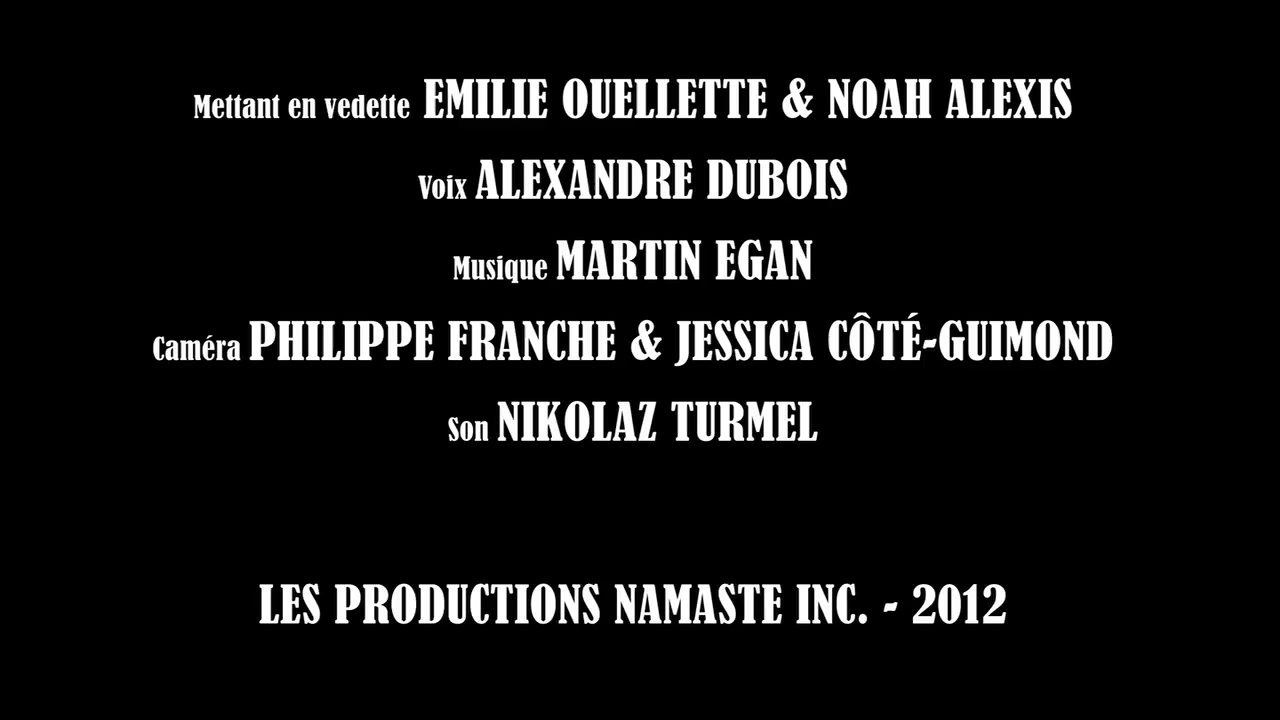 Mettant en vedette EMILIE OUELLETTE & NOAH ALEXIS
Voix ALEXANDRE DUBOIS
Musique MARTIN EGAN
Caméra PHILIPPE FRANCHE & JESSICA CÔTÉ-GUIMOND
Son NIKOLAZ TURMEL
LES PRODUCTIONS NAMASTE INC. - 2012